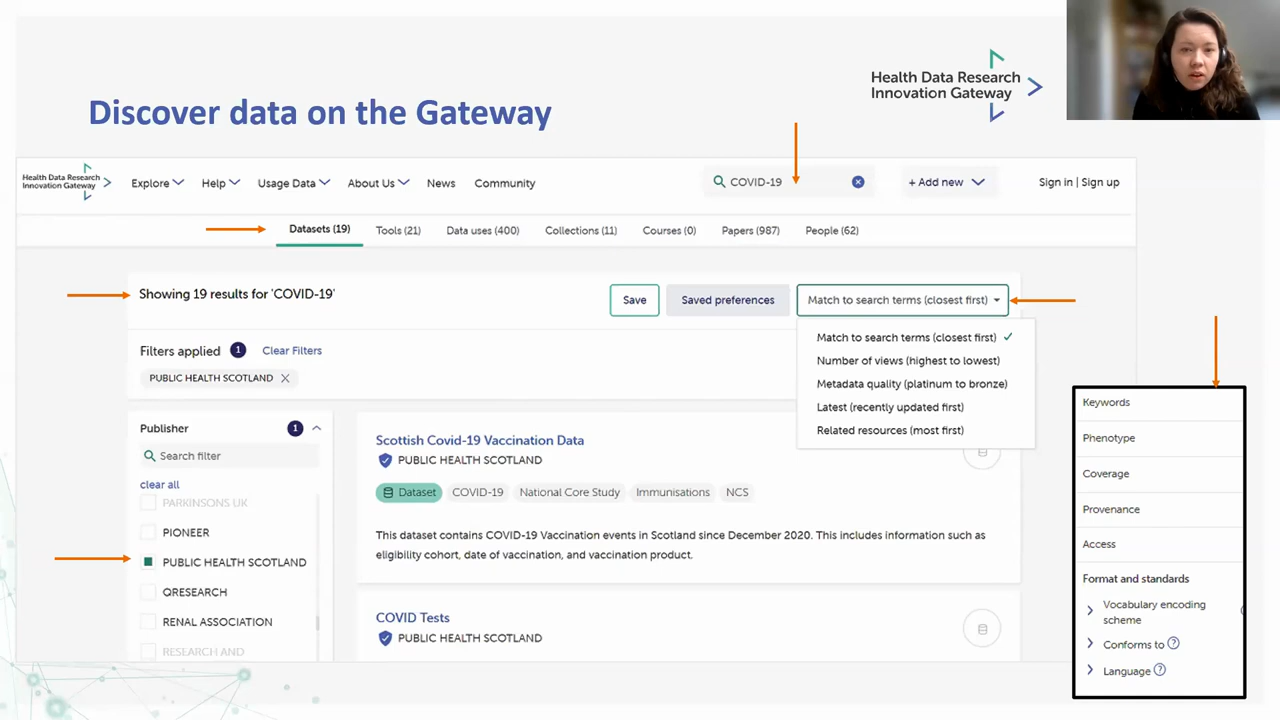 Health Data Research
Innovation Gateway
Discover data on the Gateway
Health Data Research
Innovation Gateway
Explore
Help
Usage Data
About Us
News
Community
COVID-19
+ Add new
Sign in | Sign up
Datasets (19)
Tools (21)
Data uses (400)
Collections (11)
Courses (0)
Papers (987)
People (62)
Showing 19 results for 'COVID-19'
Save
Saved preferences
Match to search terms (closest first)
Match to search terms (closest first)
Number of views (highest to lowest)
Metadata quality (platinum to bronze)
Latest (recently updated first)
Related resources (most first)
Filters applied 1 Clear Filters
PUBLIC HEALTH SCOTLAND
Publisher 1
Search filter
clear all
PARKINSONS UK
PIONEER
PUBLIC HEALTH SCOTLAND
QRESEARCH
RENAL ASSOCIATION
RESEARCH AND
Scottish Covid-19 Vaccination Data
PUBLIC HEALTH SCOTLAND
Dataset
COVID-19
National Core Study
Immunisations
NCS
This dataset contains COVID-19 Vaccination events in Scotland since December 2020. This includes information such as
eligibility cohort, date of vaccination, and vaccination product.
COVID Tests
PUBLIC HEALTH SCOTLAND
Keywords
Phenotype
Coverage
Provenance
Access
Format and standards
Vocabulary encoding
scheme
Conforms to ?
Language ?